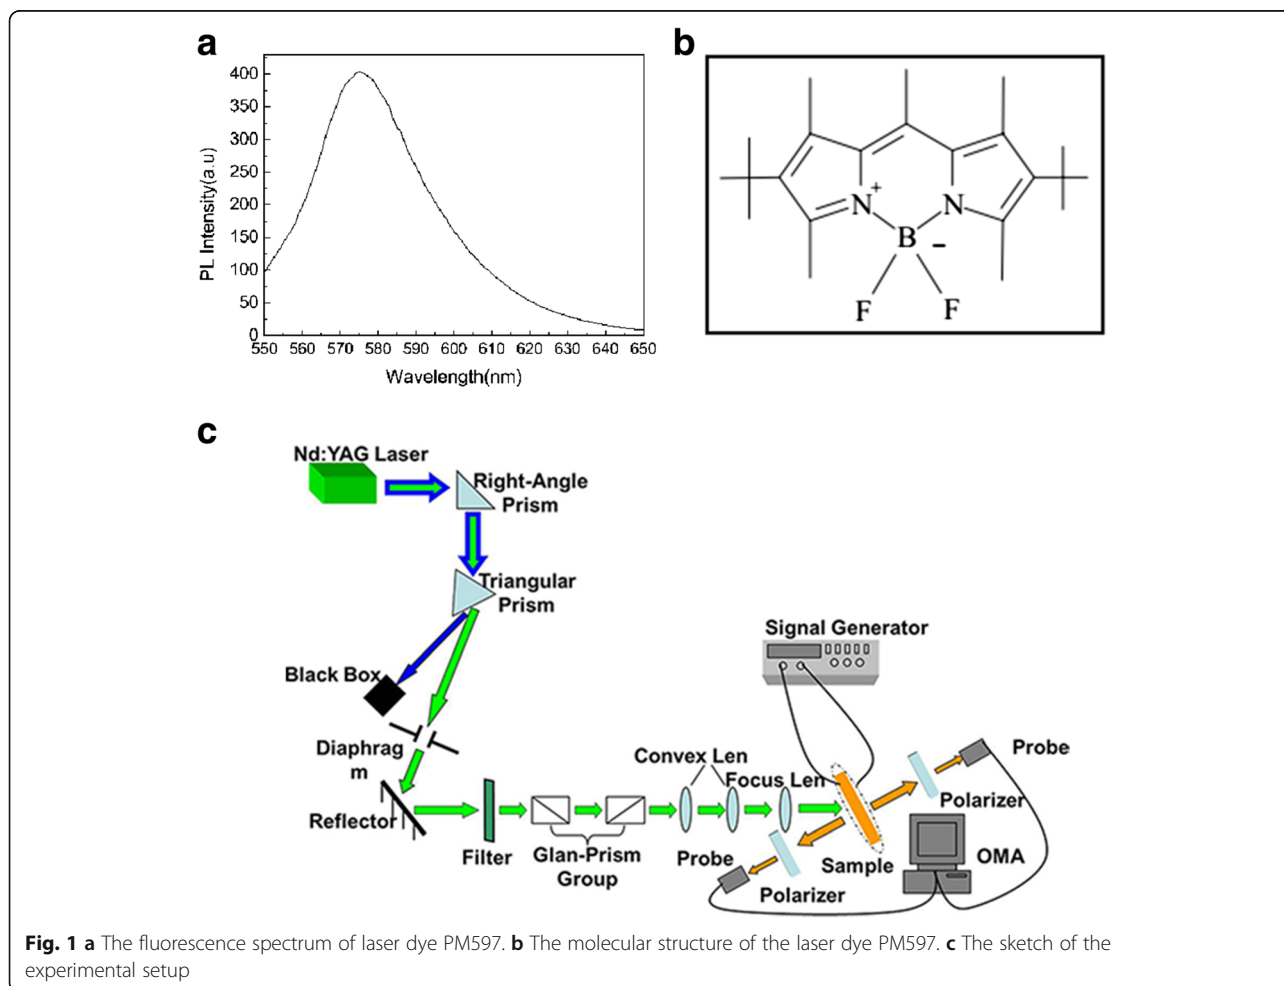 a
400
350
300
250
200
150
100
50
0
550 560 570 580 590 600 610 620 630 640 650
PL Intensity(a.u)
Wavelength(nm)
b
N
+
N
B
−
F
F
c
Nd:YAG Laser
Right-Angle
Prism
Triangular
Prism
Black Box
Diaphrag
m
Reflector
Filter
Glan-Prism
Group
Convex Len
Focus Len
Signal Generator
Probe
Polarizer
Sample
OMA
Probe
Polarizer
Fig. 1 a The fluorescence spectrum of laser dye PM597. b The molecular structure of the laser dye PM597. c The sketch of the
experimental setup